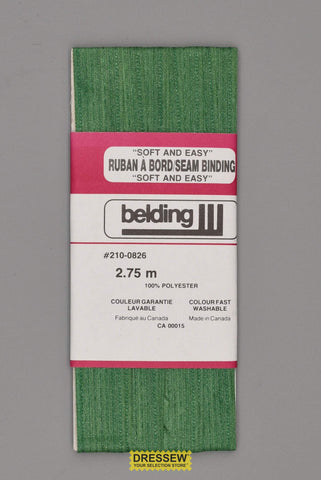 "SOFT AND EASY"
RUBAN À BORD/SEAM BINDING
"SOFT AND EASY"
belding
#210-0826
2.75 m
100% POLYESTER
COULEUR GARANTIE COLOUR FAST
LAVABLE WASHABLE
Fabriqué au Canada Made in Canada
CA 00015
DRESSEW
YOUR SELECTION STORE